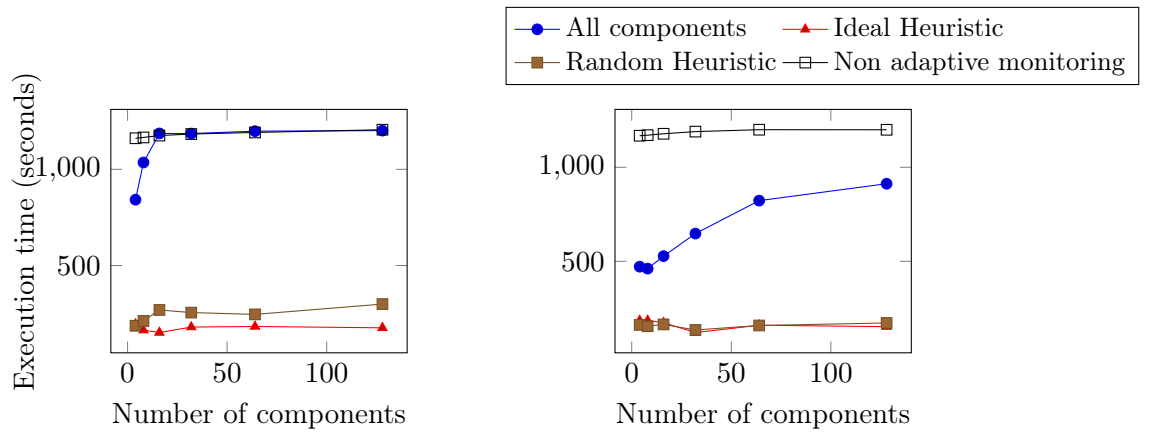 All components
Ideal Heuristic
Random Heuristic
Non adaptive monitoring
Execution time (seconds)
1,000
500
0
50
100
Number of components
1,000
500
0
50
100
Number of components